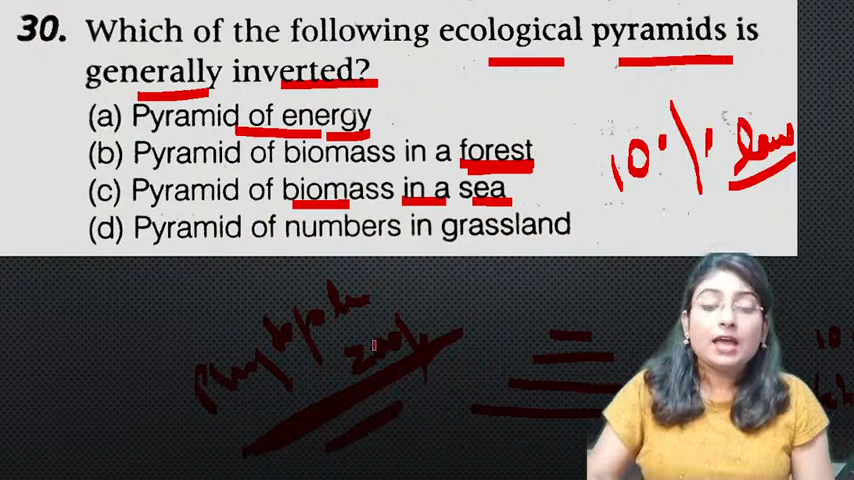 30. Which of the following ecological pyramids is
generally inverted?
(a) Pyramid of energy
(b) Pyramid of biomass in a forest
(c) Pyramid of biomass in a sea
(d) Pyramid of numbers in grassland
10% law